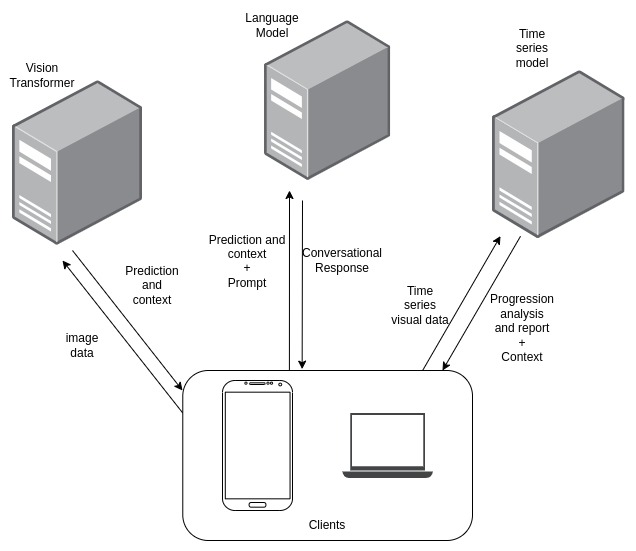 Language
Model
Time
series
model
Vision
Transformer
Prediction and
context
+
Prompt
Conversational
Response
Prediction
and
context
image
data
Time
series
visual data
Progression
analysis
and report
+
Context
Clients